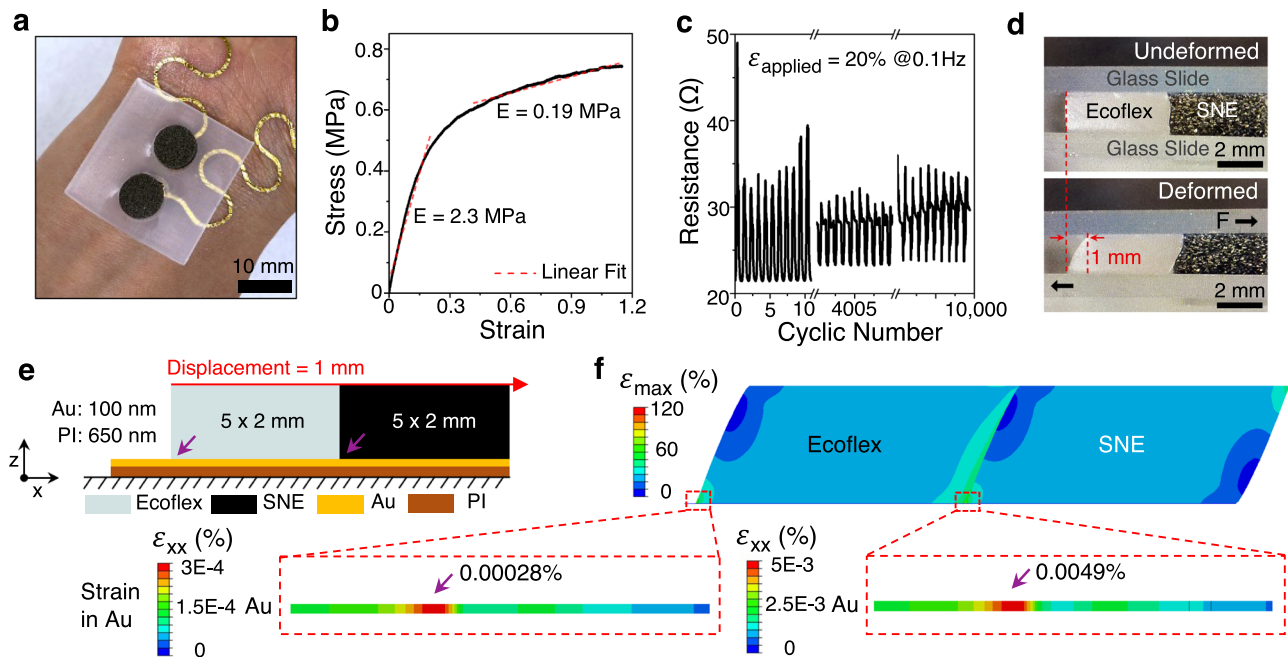 a
10 mm
b
Stress (MPa)
0.8
0.6
0.4
0.2
0
E = 0.19 MPa
E = 2.3 MPa
Linear Fit
0 0.3 0.6 0.9 1.2
Strain
c
Resistance (Ω)
50
40
30
20
ε applied = 20% @0.1Hz
0 5 10 4005 10,000
Cyclic Number
d
Undeformed
Glass Slide
Ecoflex SNE
Glass Slide
2 mm
Deformed
F
1 mm
2 mm
e
Displacement = 1 mm
Au: 100 nm
PI: 650 nm
5 x 2 mm 5 x 2 mm
z
x
Ecoflex SNE Au PI
f
ε max (%)
120
60
0
Ecoflex SNE
Strain
in Au
ε xx (%)
3E-4
1.5E-4
0
Au
0.00028%
ε xx (%)
5E-3
2.5E-3
0
Au
0.0049%